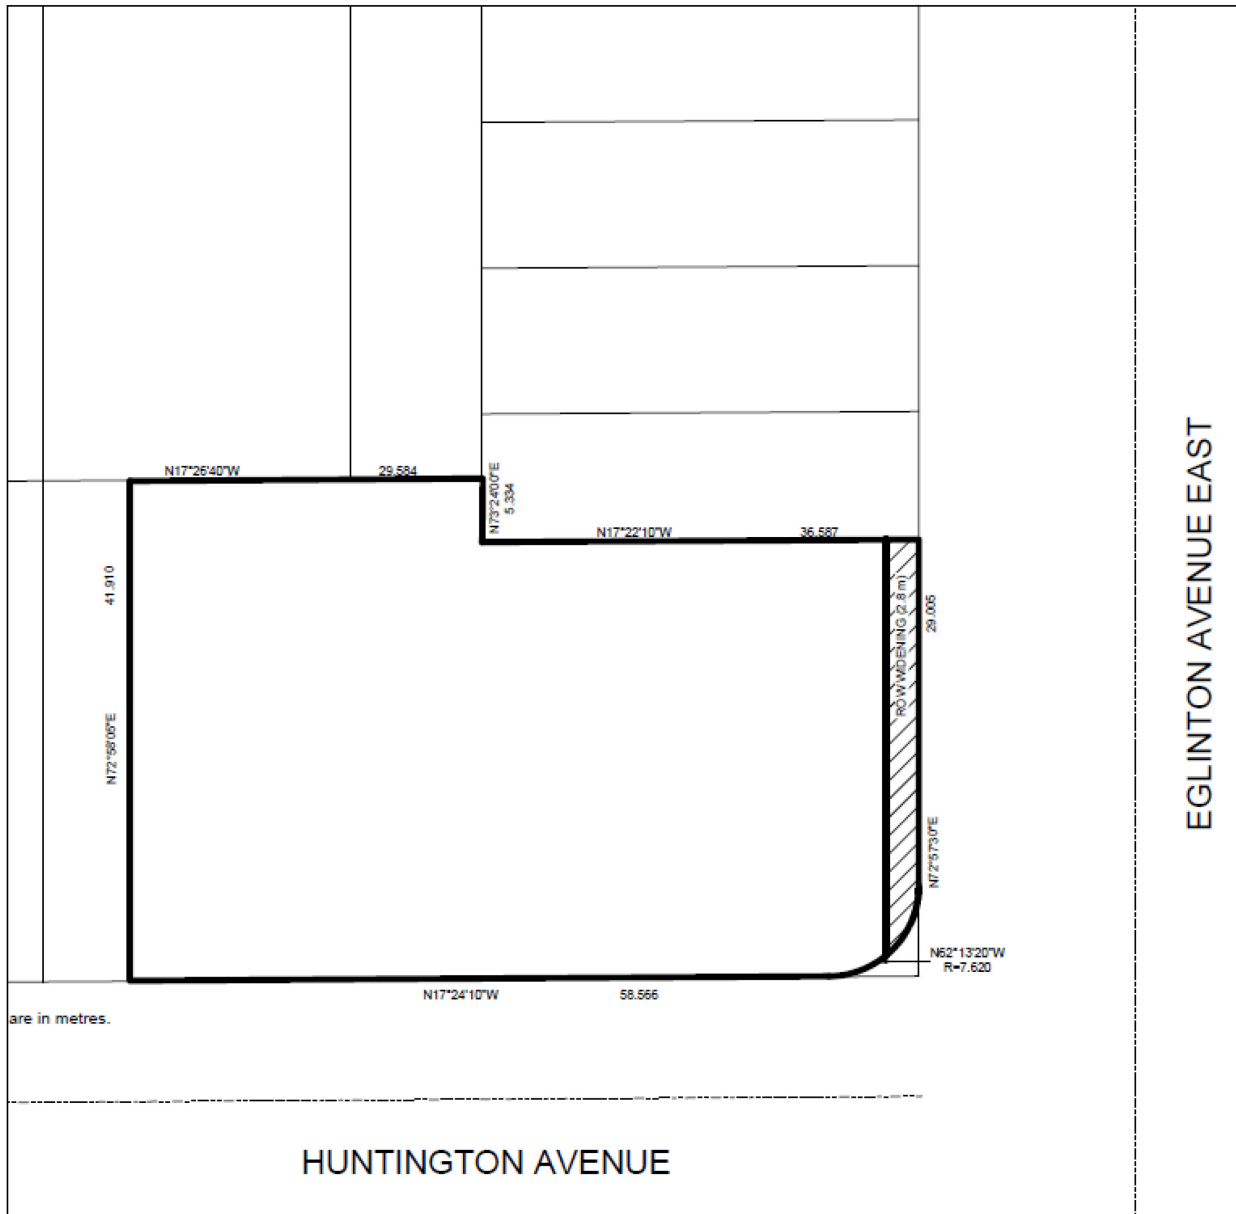 N17°26'40"W
29.584
N73°24'00"E
5.334
N17°22'10"W
36.587
41.910
N72°58'05"E
ROW WIDENING (2.8 m)
29.005
N72°57'30"E
EGLINTON AVENUE EAST
N62°13'20"W
R=7.620
N17°24'10"W
58.566
are in metres.
HUNTINGTON AVENUE